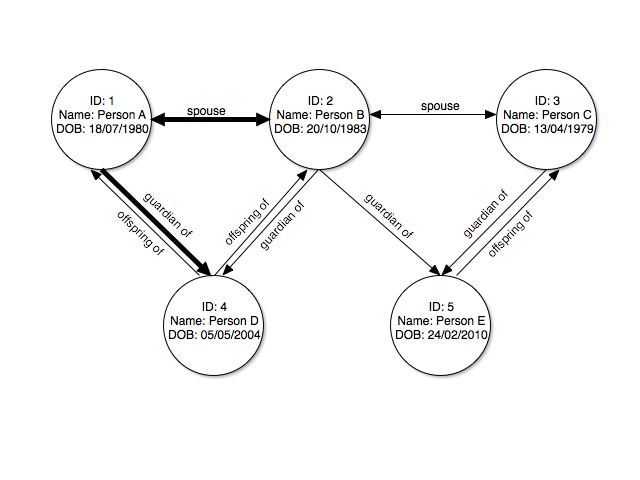 ID: 1
Name: Person A
DOB: 18/07/1980
spouse
ID: 2
Name: Person B
DOB: 20/10/1983
spouse
ID: 3
Name: Person C
DOB: 13/04/1979
guardian of
offspring of
offspring of
guardian of
guardian of
guardian of
offspring of
ID: 4
Name: Person D
DOB: 05/05/2004
ID: 5
Name: Person E
DOB: 24/02/2010